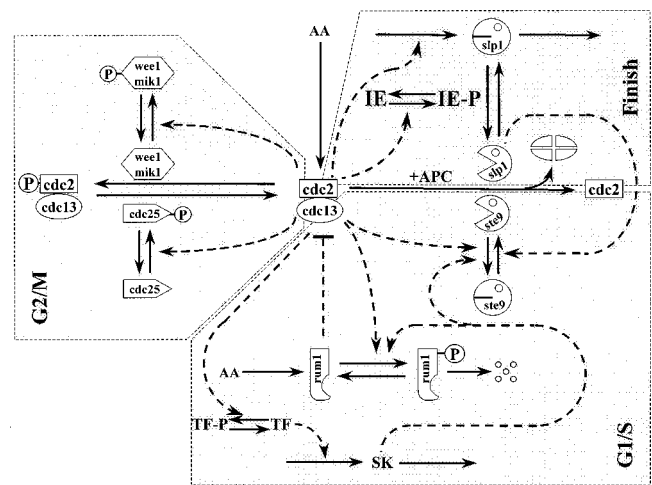 AA
slp1
Finish
P
wee1
mik1
IE
IE-P
wee1
mik1
slp1
+APC
P
cdc2
cdc13
cdc2
cdc13
cdc2
cdc25
P
ste9
cdc25
ste9
G2/M
AA
rum1
rum1
P
TF-P
TF
SK
G1/S